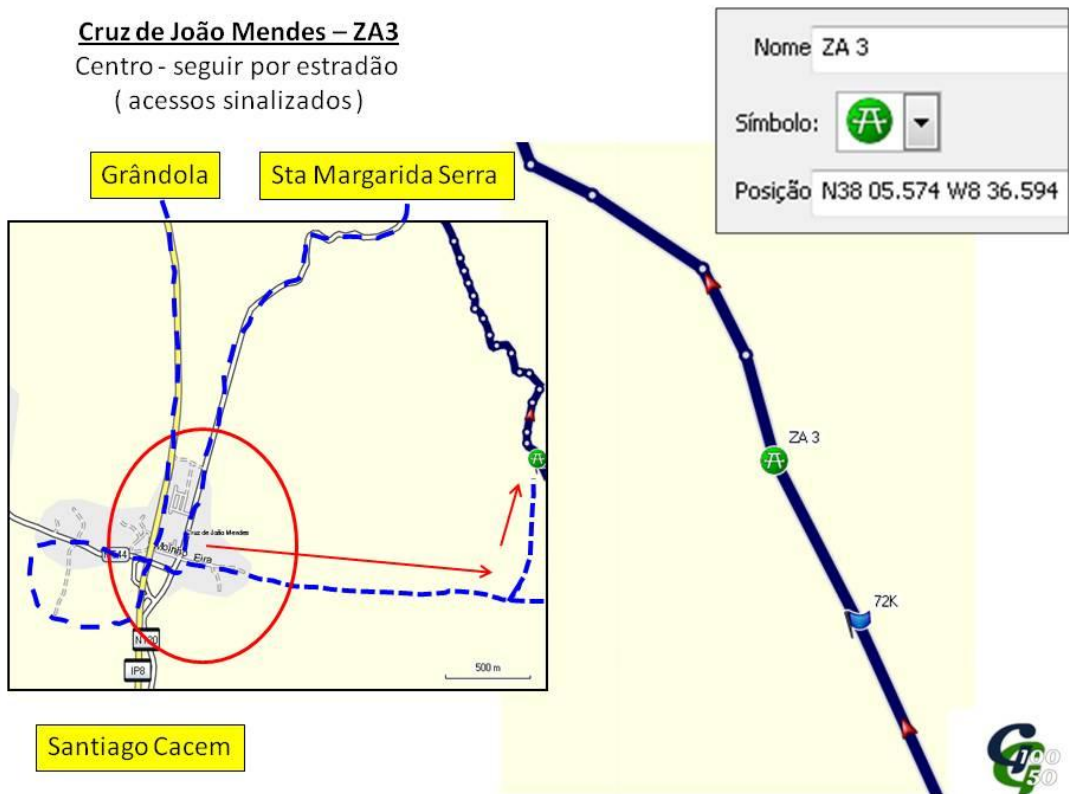 Cruz de João Mendes – ZA3
Centro - seguir por estradão
( acessos sinalizados )
Nome ZA 3
Símbolo:
Posição N38 05.574 W8 36.594
Grândola
Sta Margarida Serra
ZA 3
Cruz de João Mendes
Moinho Eira
72K
IP8
500 m
Santiago Cacem
100
50